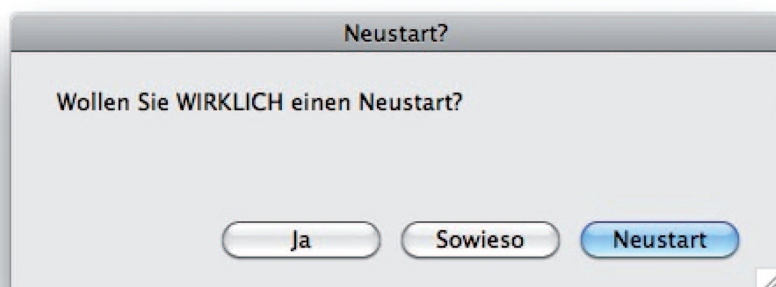 Neustart?
Wollen Sie WIRKLICH einen Neustart?
Ja Sowieso Neustart